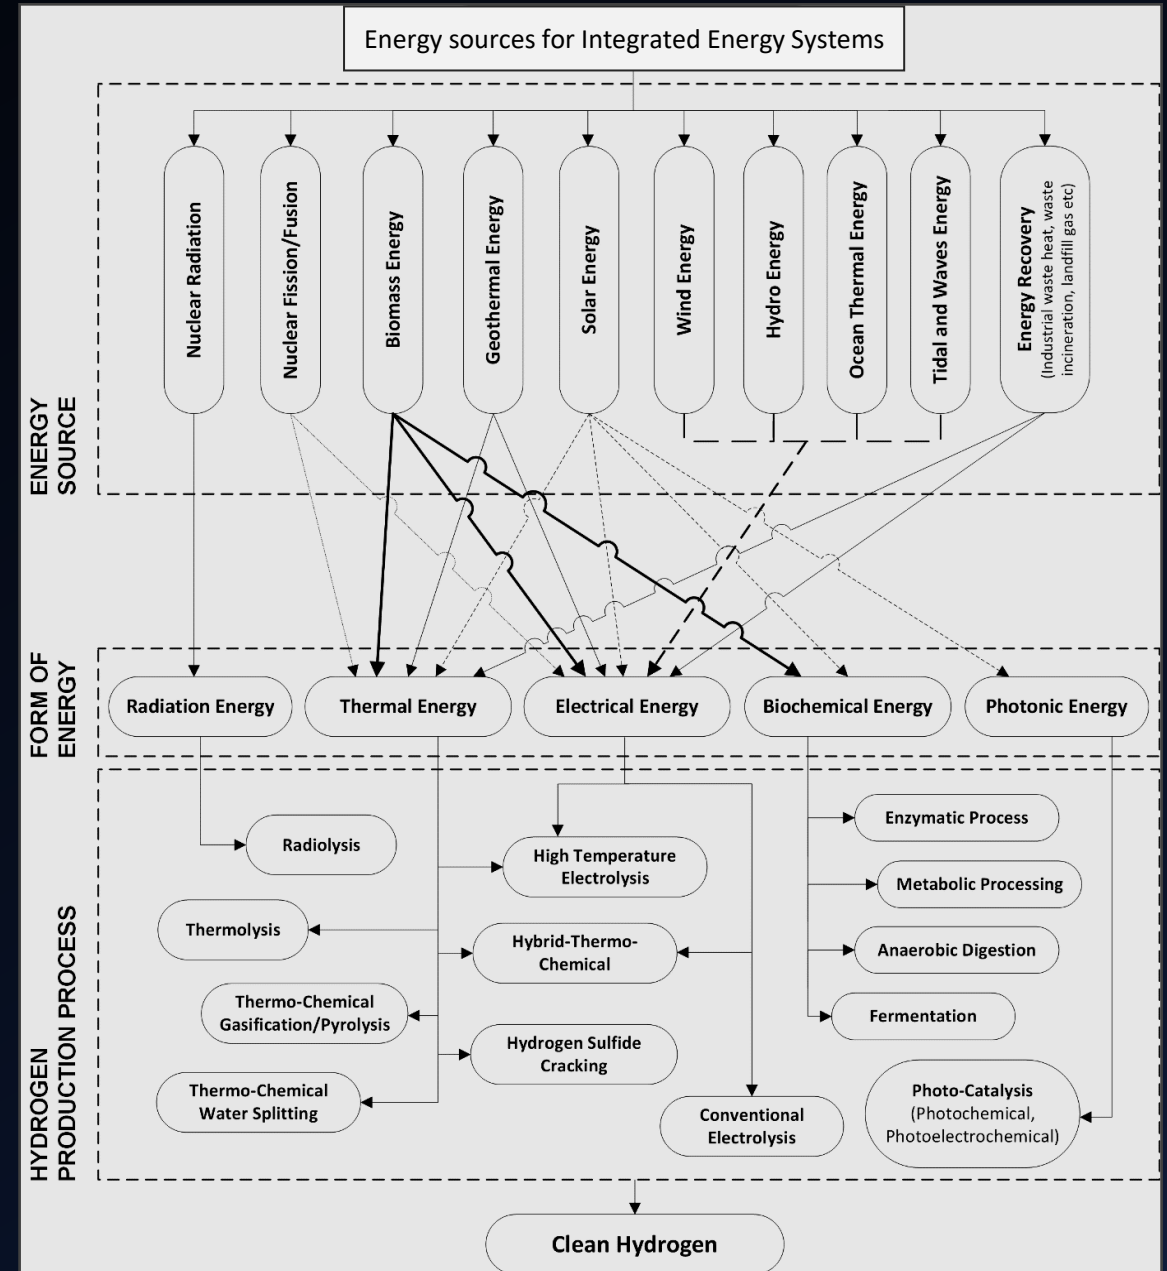 Energy sources for Integrated Energy Systems
ENERGY
SOURCE
Nuclear Radiation
Nuclear Fission/Fusion
Biomass Energy
Geothermal Energy
Solar Energy
Wind Energy
Hydro Energy
Ocean Thermal Energy
Tidal and Waves Energy
Energy Recovery
(Industrial waste heat, waste
incineration, landfill gas etc)
FORM OF
ENERGY
Radiation Energy
Thermal Energy
Electrical Energy
Biochemical Energy
Photonic Energy
HYDROGEN
PRODUCTION PROCESS
Radiolysis
Thermolysis
Thermo-Chemical
Gasification/Pyrolysis
Thermo-Chemical
Water Splitting
High Temperature
Electrolysis
Hybrid-Thermo-
Chemical
Hydrogen Sulfide
Cracking
Conventional
Electrolysis
Enzymatic Process
Metabolic Processing
Anaerobic Digestion
Fermentation
Photo-Catalysis
(Photochemical,
Photoelectrochemical)
Clean Hydrogen